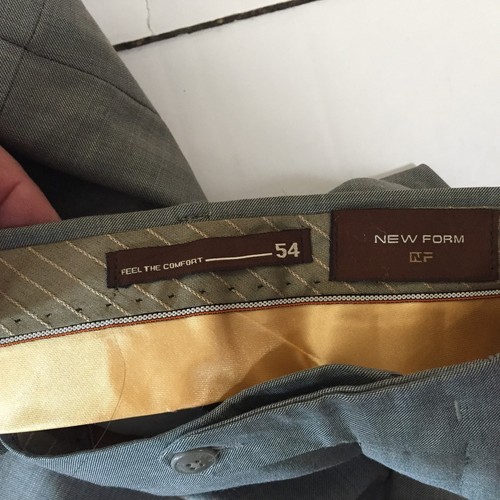 FEEL THE COMFORT 54
NEW FORM
NF